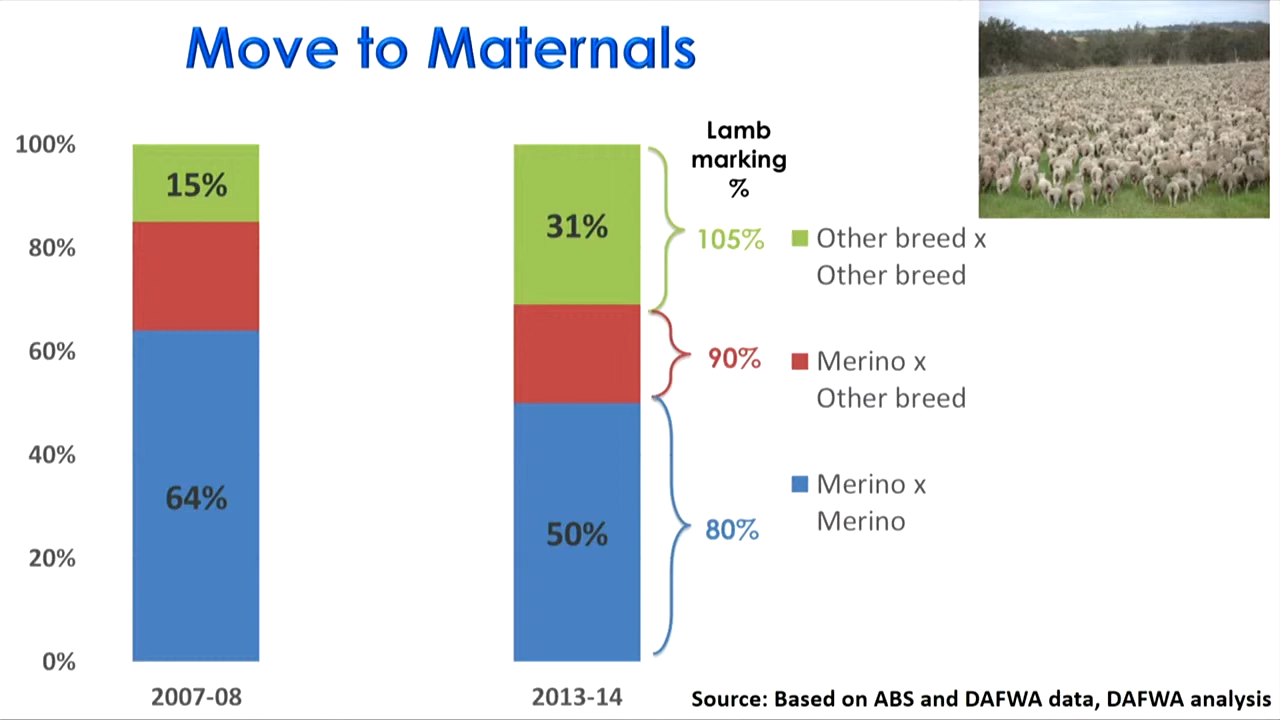 Move to Maternals
Lamb
marking
%
100%
80%
60%
40%
20%
0%
15%
64%
31%
50%
105%
90%
80%
Other breed x
Other breed
Merino x
Other breed
Merino x
Merino
2007-08
2013-14
Source: Based on ABS and DAFWA data, DAFWA analysis